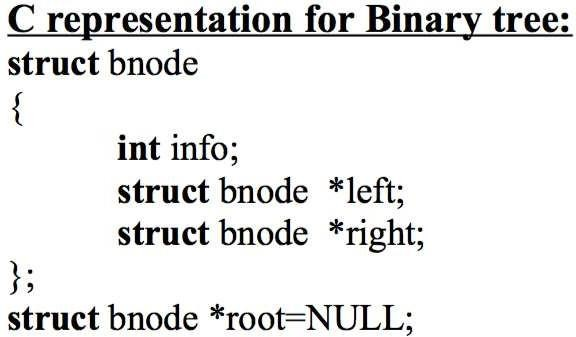 C representation for Binary tree:
struct bnode
{
int info;
struct bnode *left;
struct bnode *right;
};
struct bnode *root=NULL;